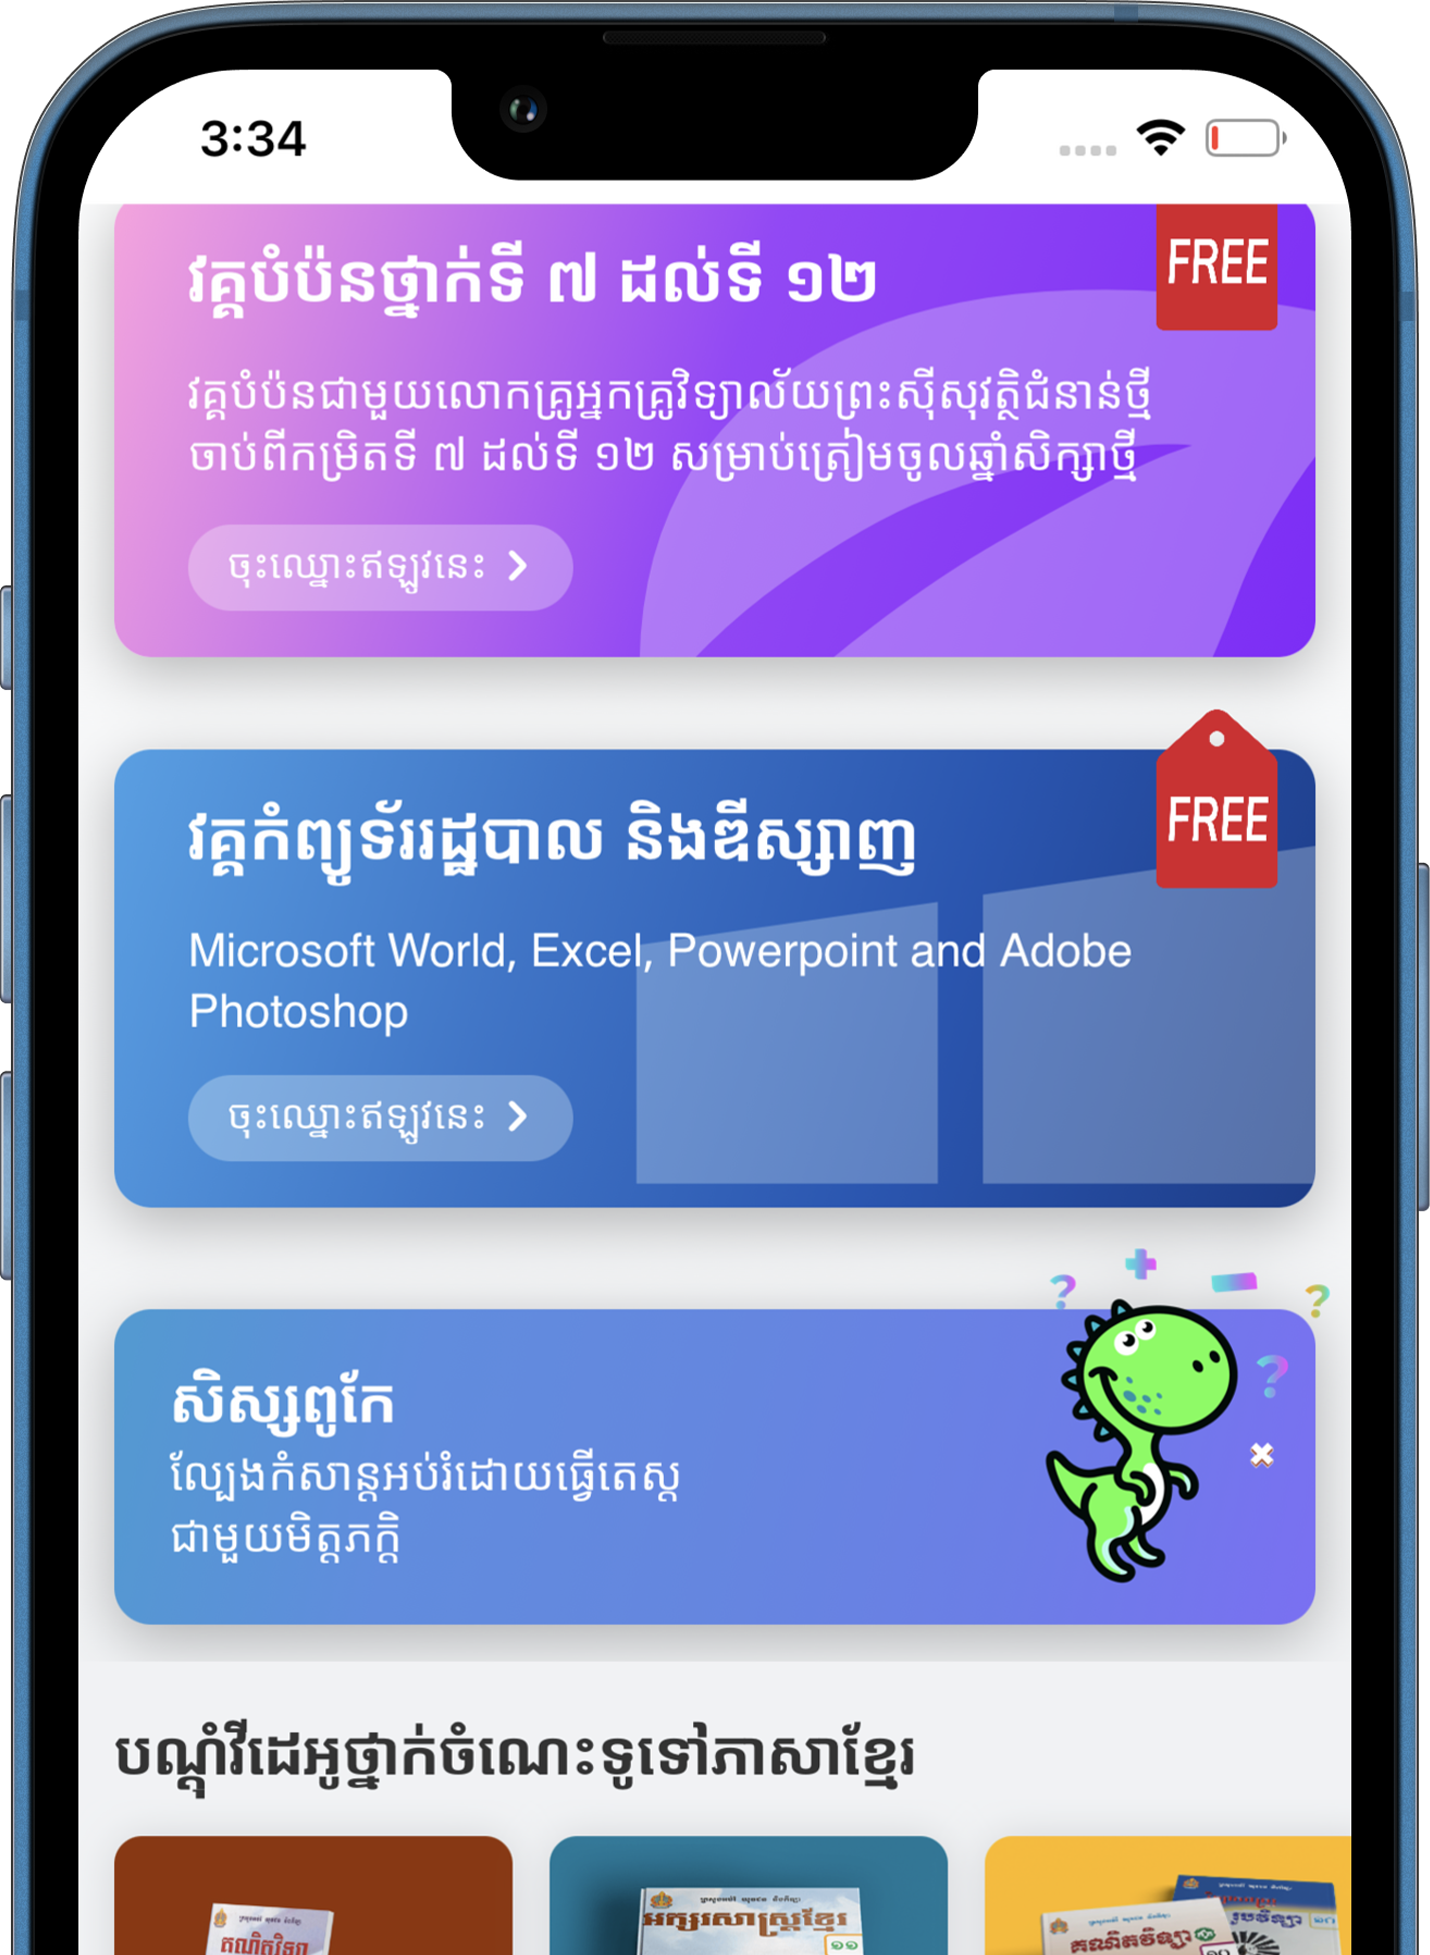 3:34
វគ្គបំប៉នថ្នាក់ទី ៧ ដល់ទី ១២
FREE
វគ្គបំប៉នជាមួយលោកគ្រូអ្នកគ្រូវិទ្យាល័យព្រះស៊ីសុវត្ថិជំនាន់ថ្មី
ចាប់ពីកម្រិតទី ៧ ដល់ទី ១២ សម្រាប់ត្រៀមចូលឆ្នាំសិក្សាថ្មី
ចុះឈ្មោះឥឡូវនេះ
វគ្គកំព្យូទ័ររដ្ឋបាល និងឌីស្សាញ
FREE
Microsoft World, Excel, Powerpoint and Adobe
Photoshop
ចុះឈ្មោះឥឡូវនេះ
សិស្សពូកែ
ល្បែងកំសាន្តអប់រំដោយធ្វើតេស្ត
ជាមួយមិត្តភក្តិ
បណ្តុំវីដេអូថ្នាក់ចំណេះទូទៅភាសាខ្មែរ
គណិតវិទ្យា
អក្សរសាស្ត្រខ្មែរ
១១
គណិតវិទ្យា